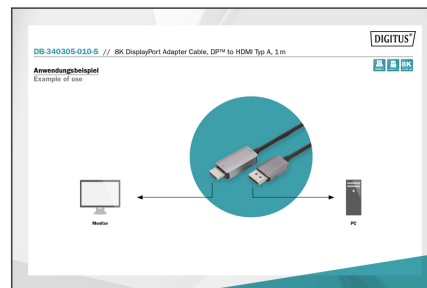 DIGITUS®
DB-340305-010-S // 8K DisplayPort Adapter Cable, DP™ to HDMI Typ A, 1 m
Anwendungsbeispiel
Example of use
8K
Monitor
PC